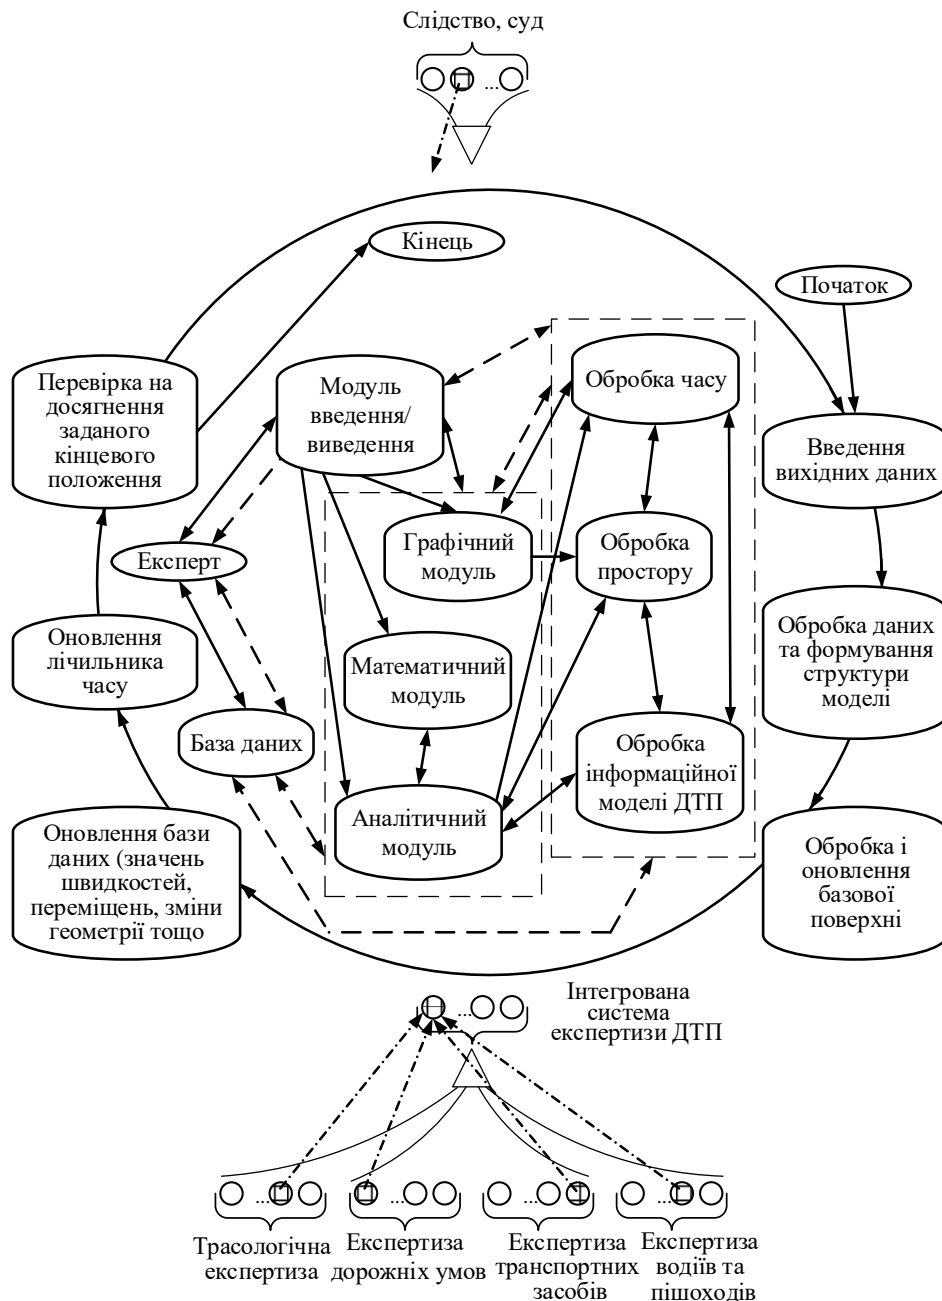 Слідство, суд
...
Кінець
Початок
Перевірка на
досягнення
заданого
кінцевого
положення
Модуль
введення/
виведення
Обробка часу
Введення
вихідних даних
Експерт
Графічний
модуль
Обробка
простору
Оновлення
лічильника
часу
Математичний
модуль
Обробка даних
та формування
структури
моделі
База даних
Обробка
інформаційної
моделі ДТП
Оновлення бази
даних (значень
швидкостей,
переміщень, зміни
геометрії тощо
Аналітичний
модуль
Обробка і
оновлення
базової
поверхні
...
Інтегрована
система
експертизи ДТП
... ... ... ...
Трасологічна
експертиза
Експертиза
дорожніх умов
Експертиза
транспортних
засобів
Експертиза
водіїв та
пішоходів